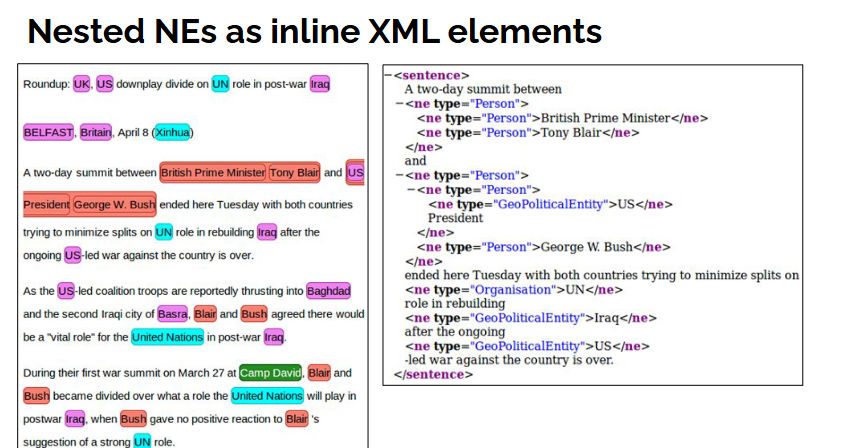 Nested NEs as inline XML elements
Roundup: UK, US downplay divide on UN role in post-war Iraq
BELFAST, Britain, April 8 (Xinhua)
A two-day summit between British Prime Minister Tony Blair and US
President George W. Bush ended here Tuesday with both countries
trying to minimize splits on UN role in rebuilding Iraq after the
ongoing US-led war against the country is over.
As the US-led coalition troops are reportedly thrusting into Baghdad
and the second Iraqi city of Basra, Blair and Bush agreed there would
be a "vital role" for the United Nations in post-war Iraq.
During their first war summit on March 27 at Camp David, Blair and
Bush became divided over what a role the United Nations will play in
postwar Iraq, when Bush gave no positive reaction to Blair 's
suggestion of a strong UN role.
−<sentence>
A two-day summit between
−<ne type="Person">
<ne type="Person">British Prime Minister</ne>
<ne type="Person">Tony Blair</ne>
</ne>
and
−<ne type="Person">
−<ne type="Person">
<ne type="GeoPoliticalEntity">US</ne>
President
</ne>
<ne type="Person">George W. Bush</ne>
</ne>
ended here Tuesday with both countries trying to minimize splits on
<ne type="Organisation">UN</ne>
role in rebuilding
<ne type="GeoPoliticalEntity">Iraq</ne>
after the ongoing
<ne type="GeoPoliticalEntity">US</ne>
-led war against the country is over.
</sentence>